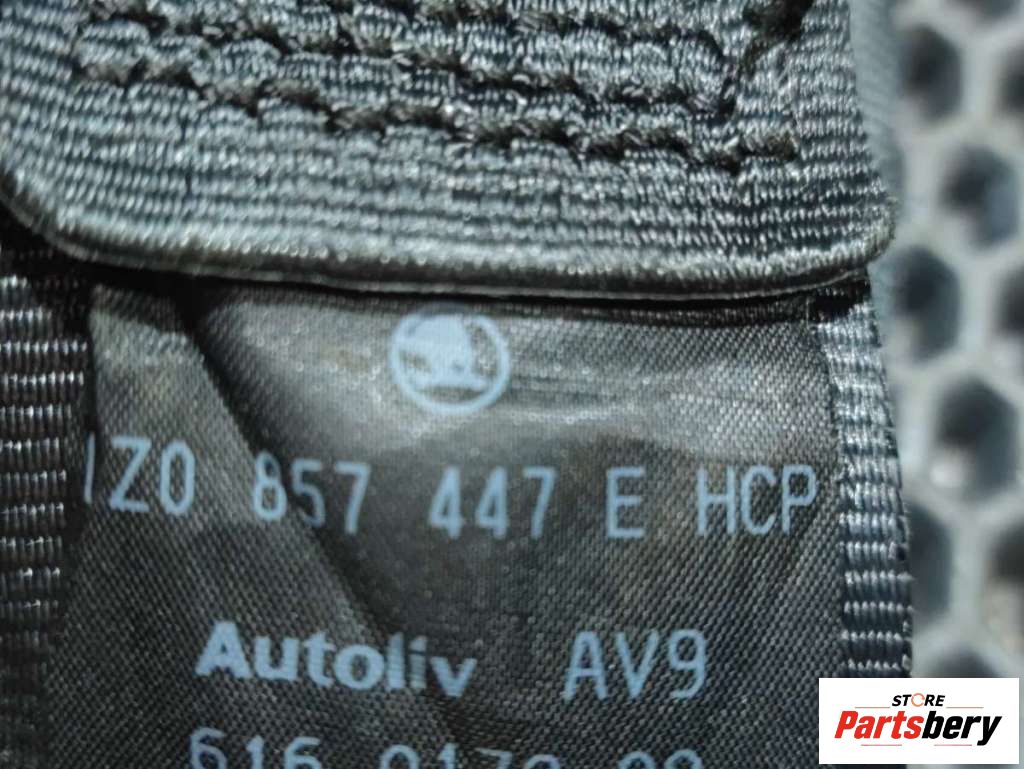 1Z0 857 447 E HCP
Autoliv AV9
STORE
Partsbery